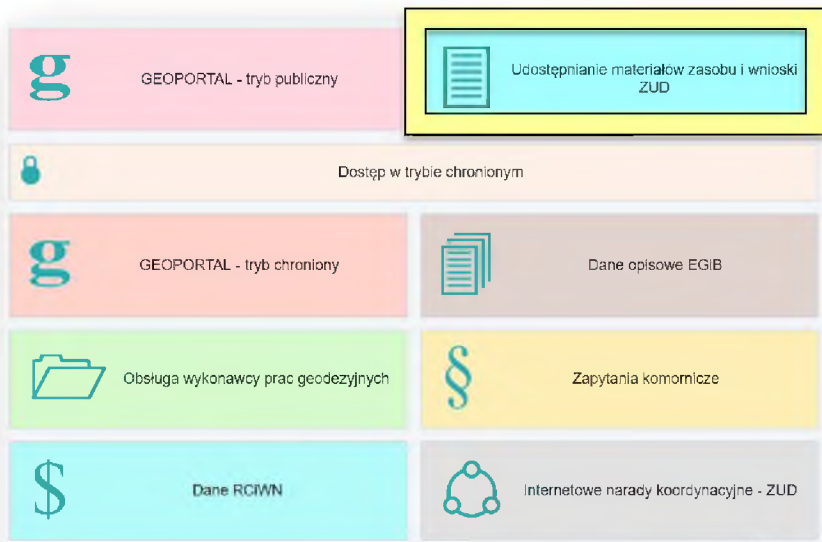 g
GEOPORTAL - tryb publiczny
Udostępnianie materiałów zasobu i wnioski
ZUD
Dostęp w trybie chronionym
g
GEOPORTAL - tryb chroniony
Dane opisowe EGiB
Obsługa wykonawcy prac geodezyjnych
§
Zapytania komornicze
$
Dane RCiWN
Internetowe narady koordynacyjne - ZUD